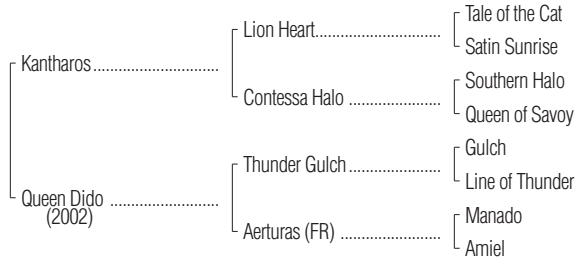 Tale of the Cat
Lion Heart
Satin Sunrise
Kantharos
Southern Halo
Contessa Halo
Queen of Savoy
Gulch
Thunder Gulch
Line of Thunder
Queen Dido
(2002)
Manado
Aerturas (FR)
Amiel